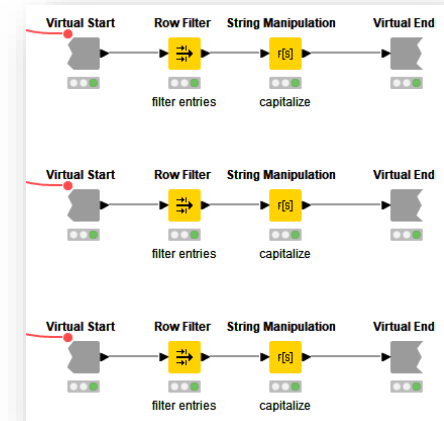 Virtual Start Row Filter String Manipulation Virtual End
F[S]
filter entries capitalize
Virtual Start Row Filter String Manipulation Virtual End
F[S]
filter entries capitalize
Virtual Start Row Filter String Manipulation Virtual End
F[S]
filter entries capitalize